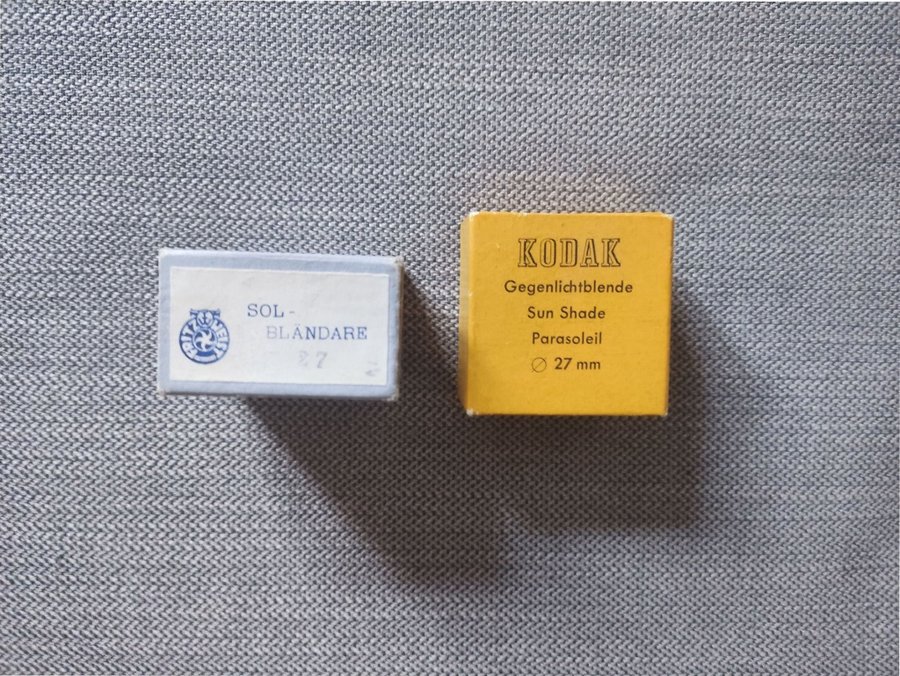 SOL-
BLÄNDARE
27
KODAK
Gegenlichtblende
Sun Shade
Parasoleil
∅ 27 mm